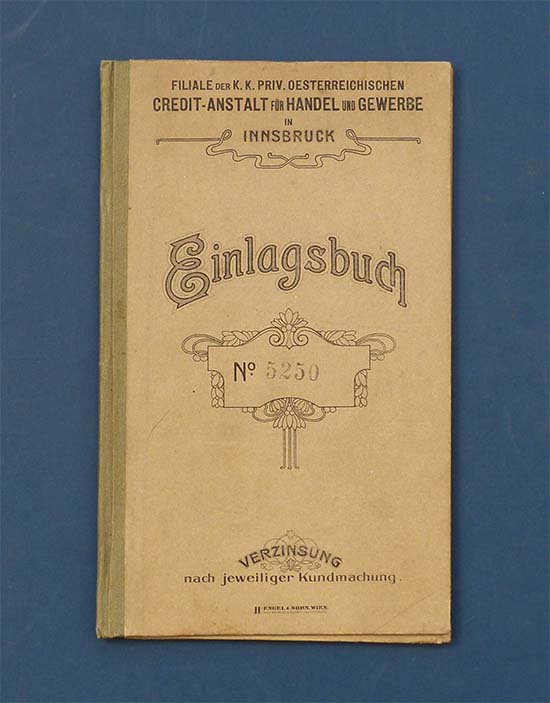 FILIALE DER K. K. PRIV. OESTERREICHISCHEN
CREDIT-ANSTALT FÜR HANDEL UND GEWERBE
IN
INNSBRUCK
Einlagsbuch
No. 5250
VERZINSUNG
nach jeweiliger Kundmachung.
H. ENGEL & SOHN, WIEN.